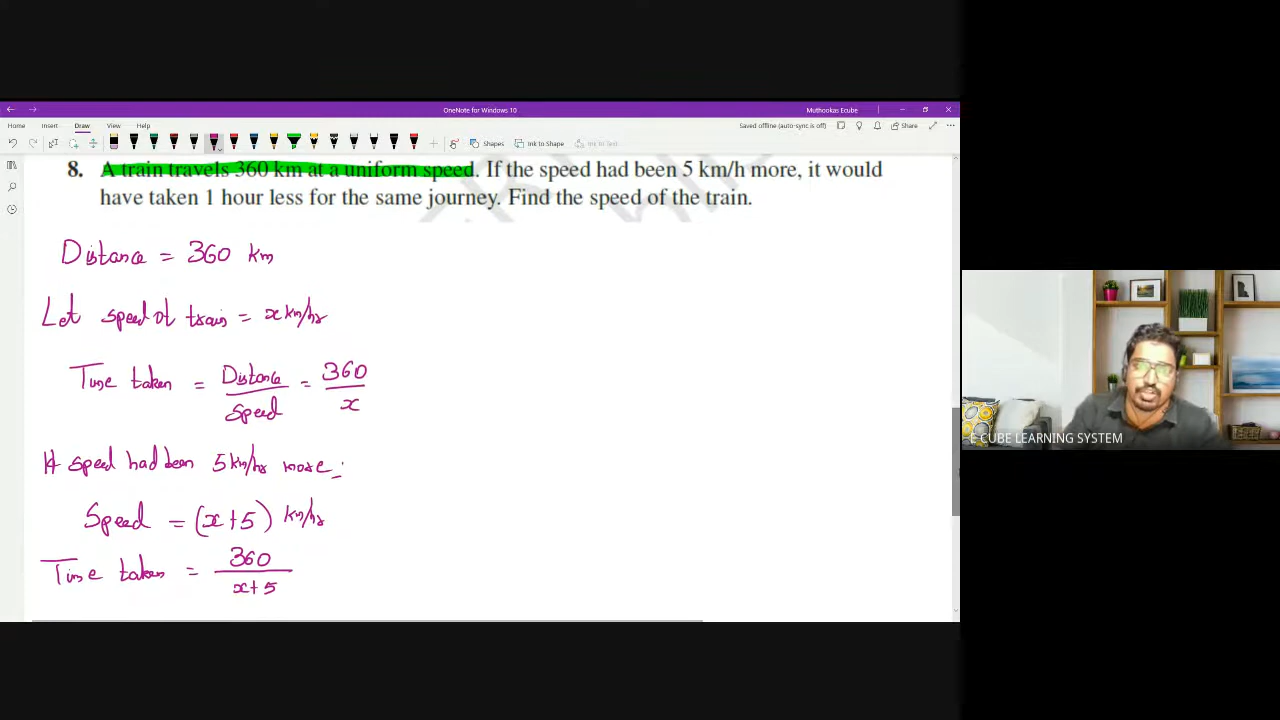 OneNote for Windows 10
Muthookas Ecube
Home Insert Draw View Help
Saved offline (auto-sync is off)
Share
Shapes
Ink to Shape
Ink to Text
8. A train travels 360 km at a uniform speed. If the speed had been 5 km/h more, it would
have taken 1 hour less for the same journey. Find the speed of the train.
Distance = 360 km
Let speed of train = x km/hr
Time taken = Distance / Speed = 360 / x
If speed had been 5 km/hr more
Speed = (x+5) km/hr
Time taken = 360 / x+5
E CUBE LEARNING SYSTEM